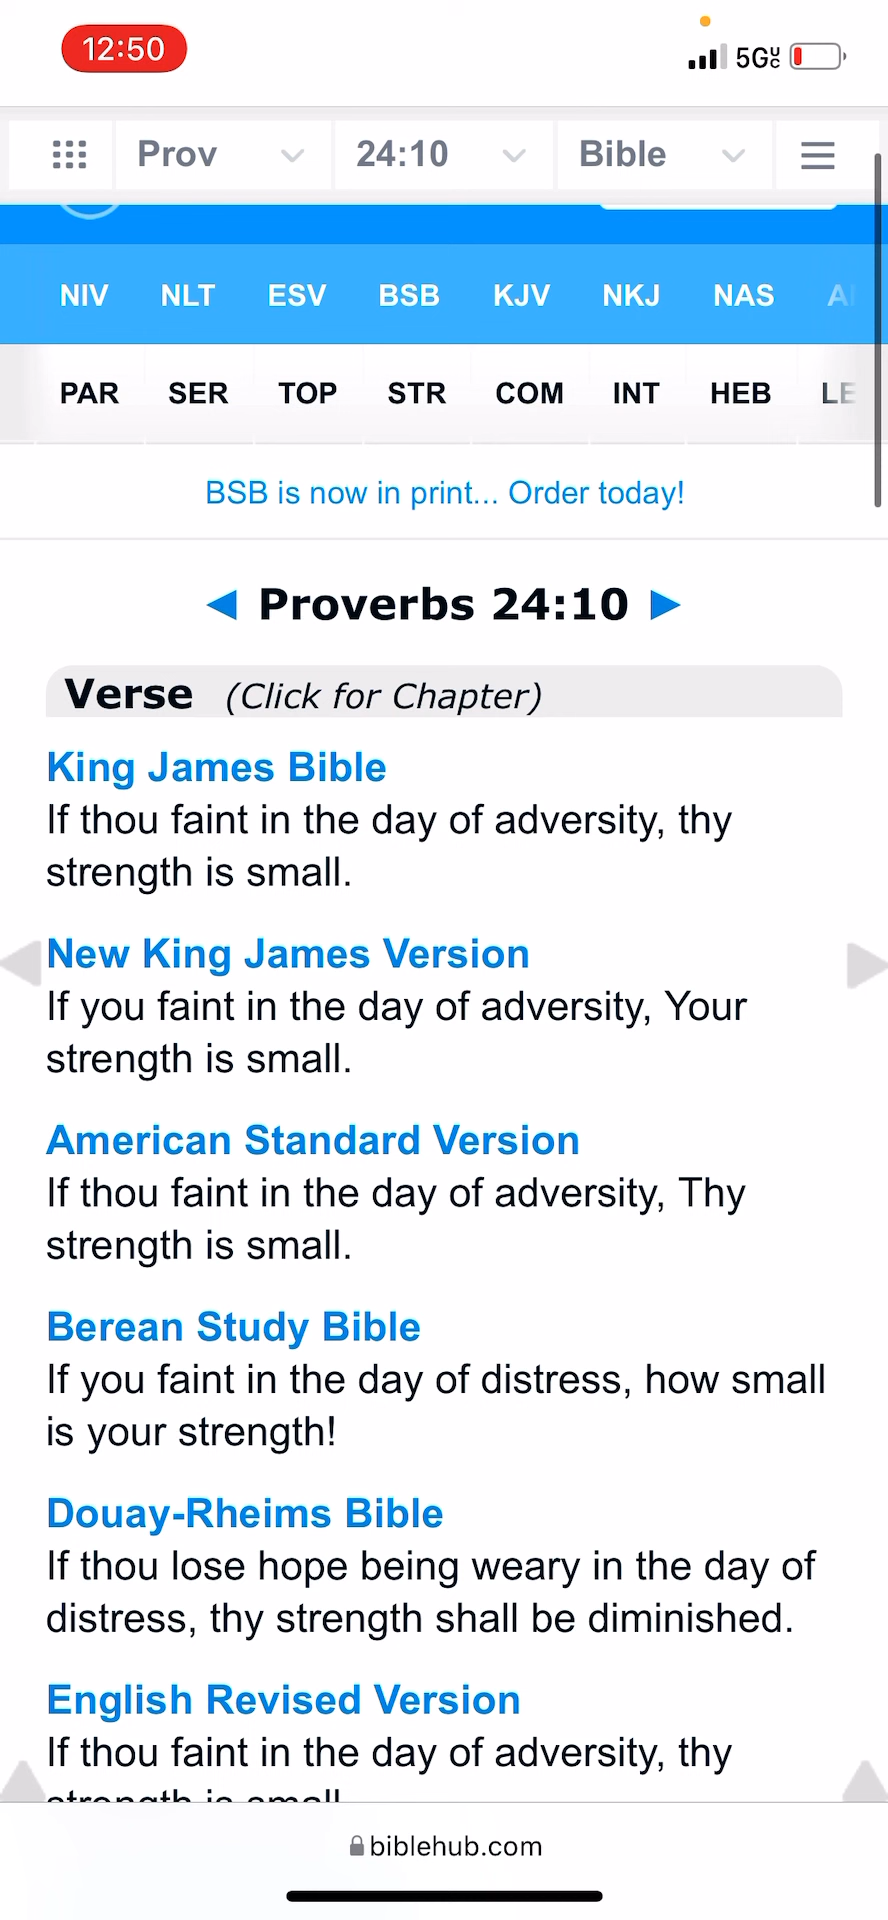 12:50
5G
Prov 24:10 Bible
NIV NLT ESV BSB KJV NKJ NAS
PAR SER TOP STR COM INT HEB LE
BSB is now in print... Order today!
Proverbs 24:10
Verse (Click for Chapter)
King James Bible
If thou faint in the day of adversity, thy
strength is small.
New King James Version
If you faint in the day of adversity, Your
strength is small.
American Standard Version
If thou faint in the day of adversity, Thy
strength is small.
Berean Study Bible
If you faint in the day of distress, how small
is your strength!
Douay-Rheims Bible
If thou lose hope being weary in the day of
distress, thy strength shall be diminished.
English Revised Version
If thou faint in the day of adversity, thy
strength is small
biblehub.com